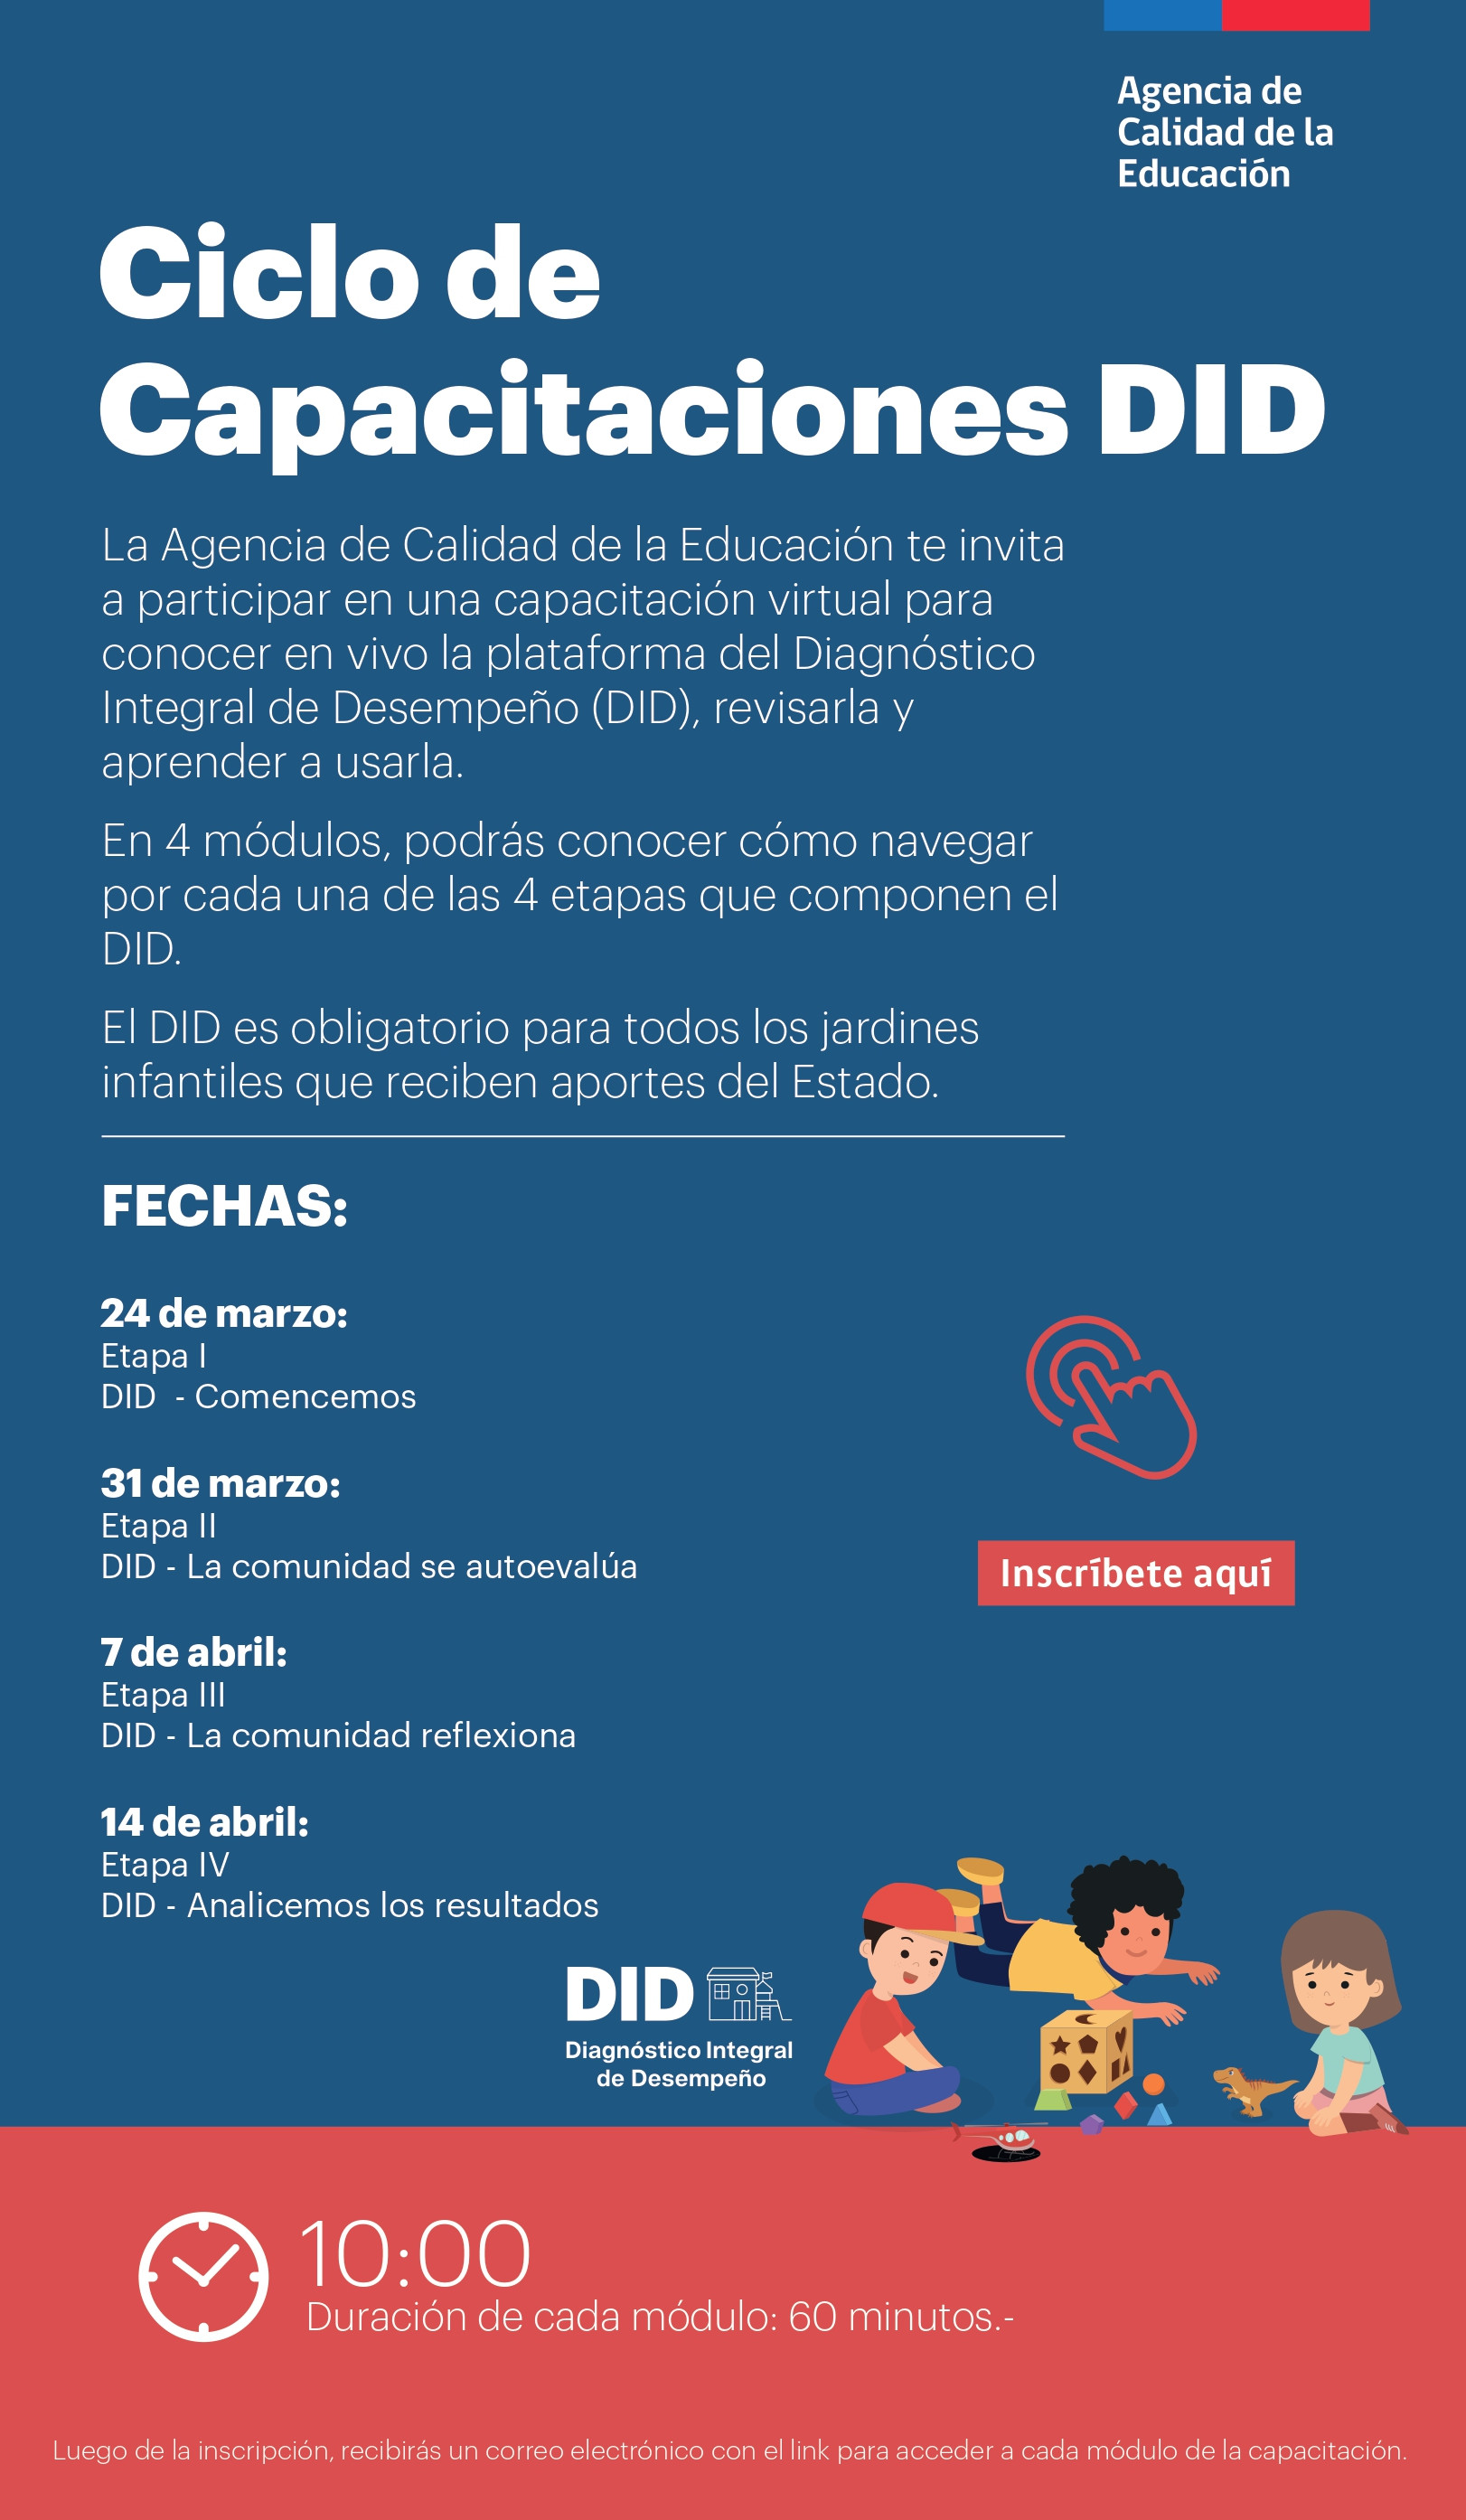 Agencia de
Calidad de la
Educación
Ciclo de
Capacitaciones DID
La Agencia de Calidad de la Educación te invita
a participar en una capacitación virtual para
conocer en vivo la plataforma del Diagnóstico
Integral de Desempeño (DID), revisarla y
aprender a usarla.
En 4 módulos, podrás conocer cómo navegar
por cada una de las 4 etapas que componen el
DID.
El DID es obligatorio para todos los jardines
infantiles que reciben aportes del Estado.
FECHAS:
24 de marzo:
Etapa I
DID  - Comencemos
31 de marzo:
Etapa II
DID - La comunidad se autoevalúa
7 de abril:
Etapa III
DID - La comunidad reflexiona
14 de abril:
Etapa IV
DID - Analicemos los resultados
Inscríbete aquí
DID
Diagnóstico Integral
de Desempeño
10:00
Duración de cada módulo: 60 minutos.-
Luego de la inscripción, recibirás un correo electrónico con el link para acceder a cada módulo de la capacitación.